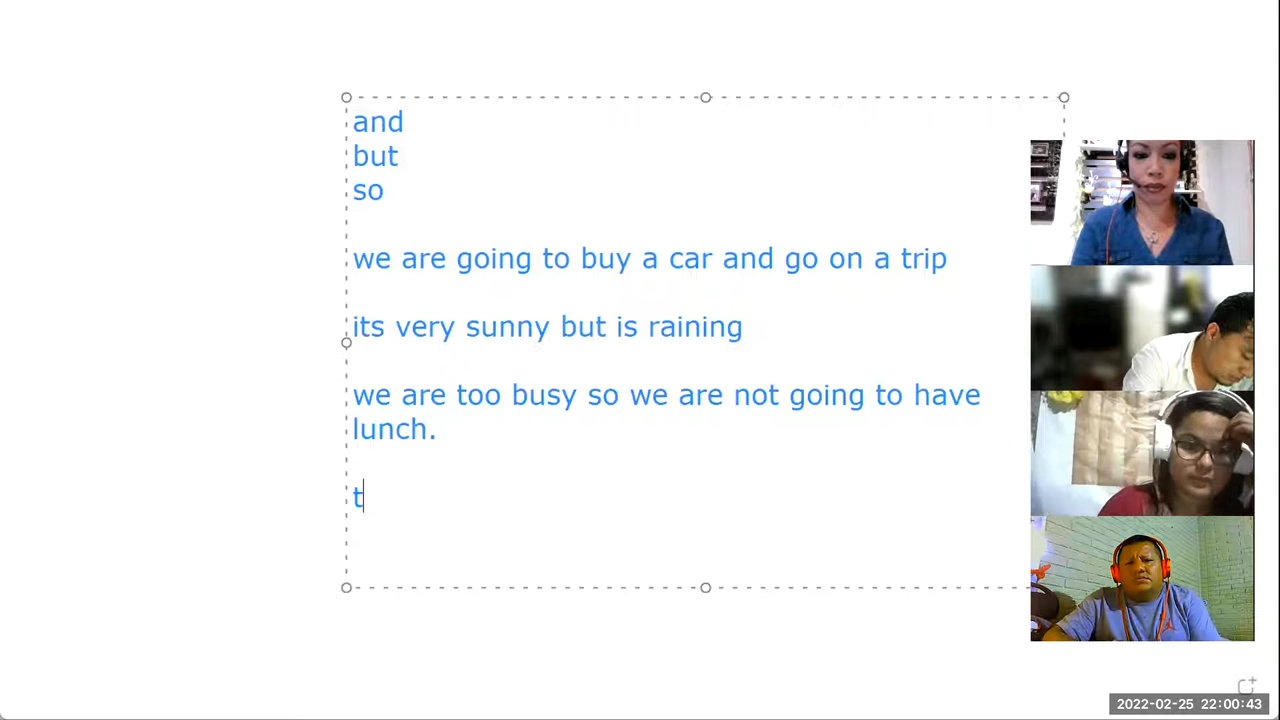 and
but
so
we are going to buy a car and go on a trip
its very sunny but is raining
we are too busy so we are not going to have
lunch.
t
2022-02-25 22:00:43